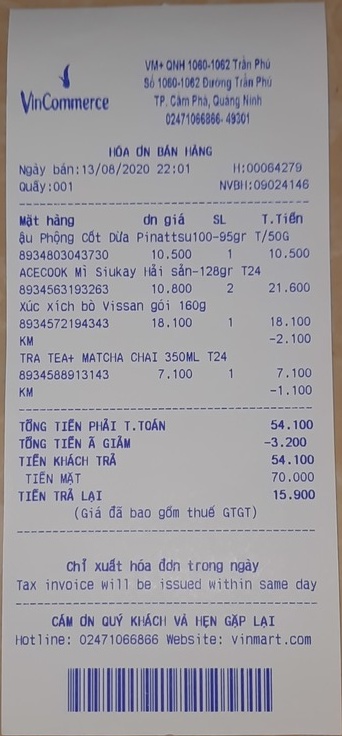 VinCommerce
VM+ QNH 1060-1062 Trần Phú
Số 1060-1062 Đường Trần Phú
TP. Cẩm Phả, Quảng Ninh
02471066866- 49301
HÓA ƠN BÁN HÀNG
Ngày bán:13/08/2020 22:01 H:00064279
Quầy:001 NVBH:09024146
Mặt hàng ơn giá SL T.Tiền
ậu Phộng Cốt Dừa Pinattsu100-95gr T/50G
8934803043730 10.500 1 10.500
ACECOOK Mì Siukay Hải sản-128gr T24
8934563193263 10.800 2 21.600
Xúc xích bò Vissan gói 160g
8934572194343 18.100 1 18.100
KM -2.100
TRA TEA+ MATCHA CHAI 350ML T24
8934588913143 7.100 1 7.100
KM -1.100
TỔNG TIỀN PHẢI T.TOÁN 54.100
TỔNG TIỀN Ã GIẢM -3.200
TIỀN KHÁCH TRẢ 54.100
TIỀN MẶT 70.000
TIỀN TRẢ LẠI 15.900
(Giá đã bao gồm thuế GTGT)
Chỉ xuất hóa đơn trong ngày
Tax invoice will be issued within same day
CẢM ƠN QUÝ KHÁCH VÀ HẸN GẶP LẠI
Hotline: 02471066866 Website: vinmart.com